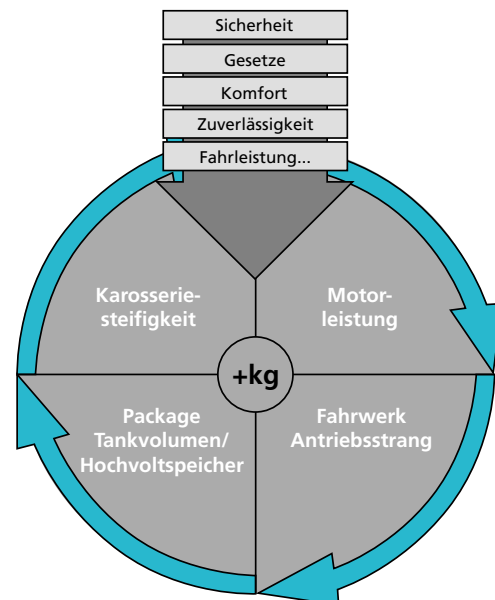 Sicherheit
Gesetze
Komfort
Zuverlässigkeit
Fahrleistung...
Karosserie-
steifigkeit
Motor-
leistung
+kg
Package
Tankvolumen/
Hochvoltspeicher
Fahrwerk
Antriebsstrang